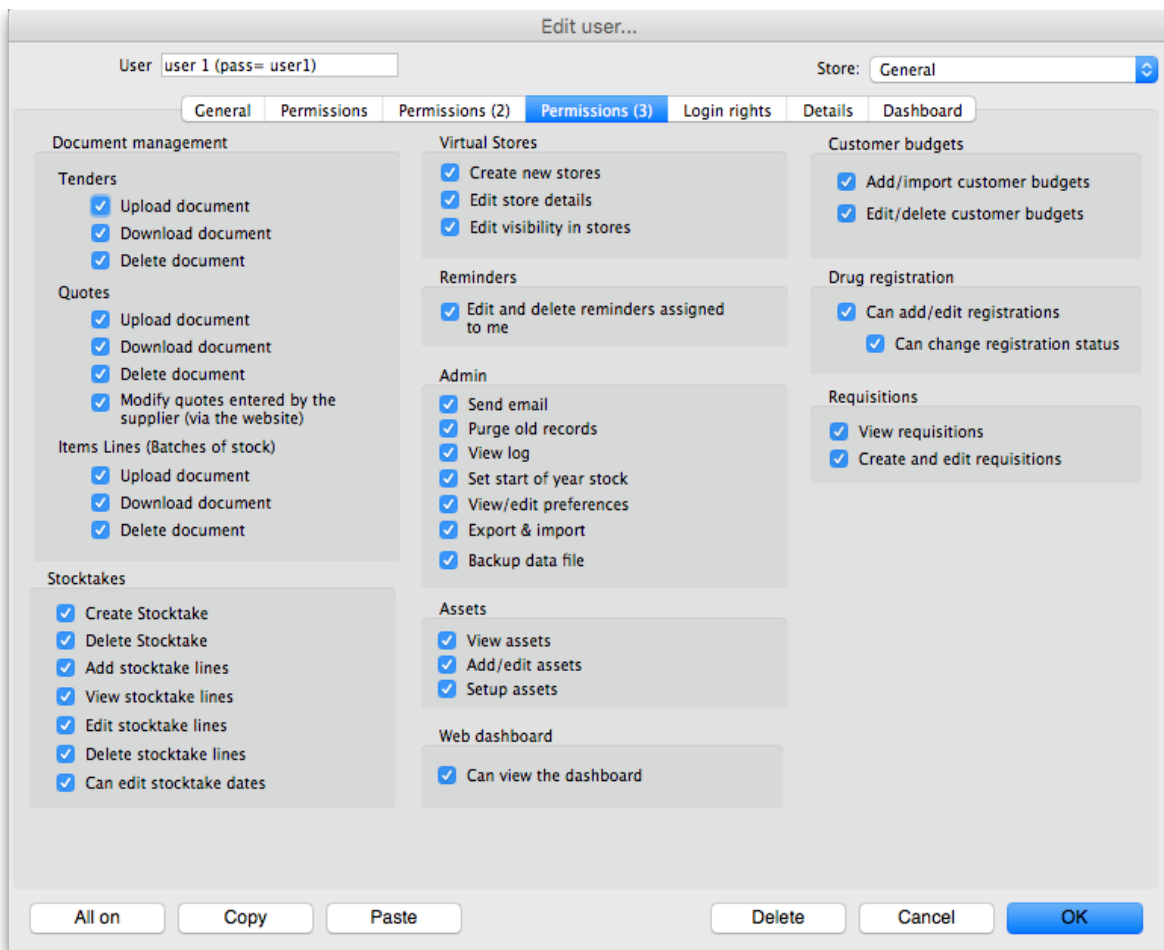 Edit user...
User user 1 (pass= user1)
Store: General
General Permissions Permissions (2) Permissions (3) Login rights Details Dashboard
Document management
Tenders
Upload document
Download document
Delete document
Quotes
Upload document
Download document
Delete document
Modify quotes entered by the
supplier (via the website)
Items Lines (Batches of stock)
Upload document
Download document
Delete document
Stocktakes
Create Stocktake
Delete Stocktake
Add stocktake lines
View stocktake lines
Edit stocktake lines
Delete stocktake lines
Can edit stocktake dates
Virtual Stores
Create new stores
Edit store details
Edit visibility in stores
Reminders
Edit and delete reminders assigned
to me
Admin
Send email
Purge old records
View log
Set start of year stock
View/edit preferences
Export & import
Backup data file
Assets
View assets
Add/edit assets
Setup assets
Web dashboard
Can view the dashboard
Customer budgets
Add/import customer budgets
Edit/delete customer budgets
Drug registration
Can add/edit registrations
Can change registration status
Requisitions
View requisitions
Create and edit requisitions
All on Copy Paste Delete Cancel OK